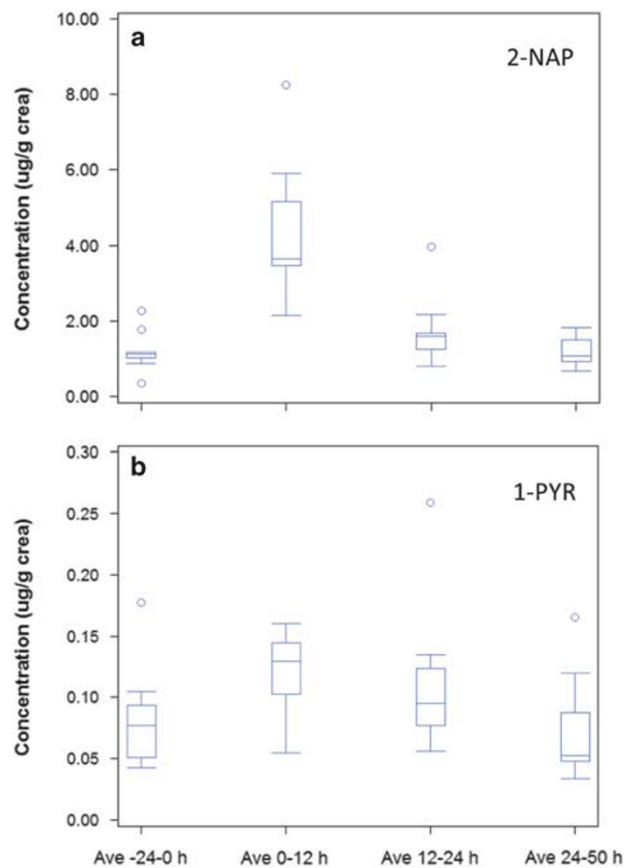 a
2-NAP
Concentration (ug/g crea)
10.00
8.00
6.00
4.00
2.00
0.00
b
1-PYR
Concentration (ug/g crea)
0.30
0.25
0.20
0.15
0.10
0.05
0.00
Ave -24-0 h Ave 0-12 h Ave 12-24 h Ave 24-50 h